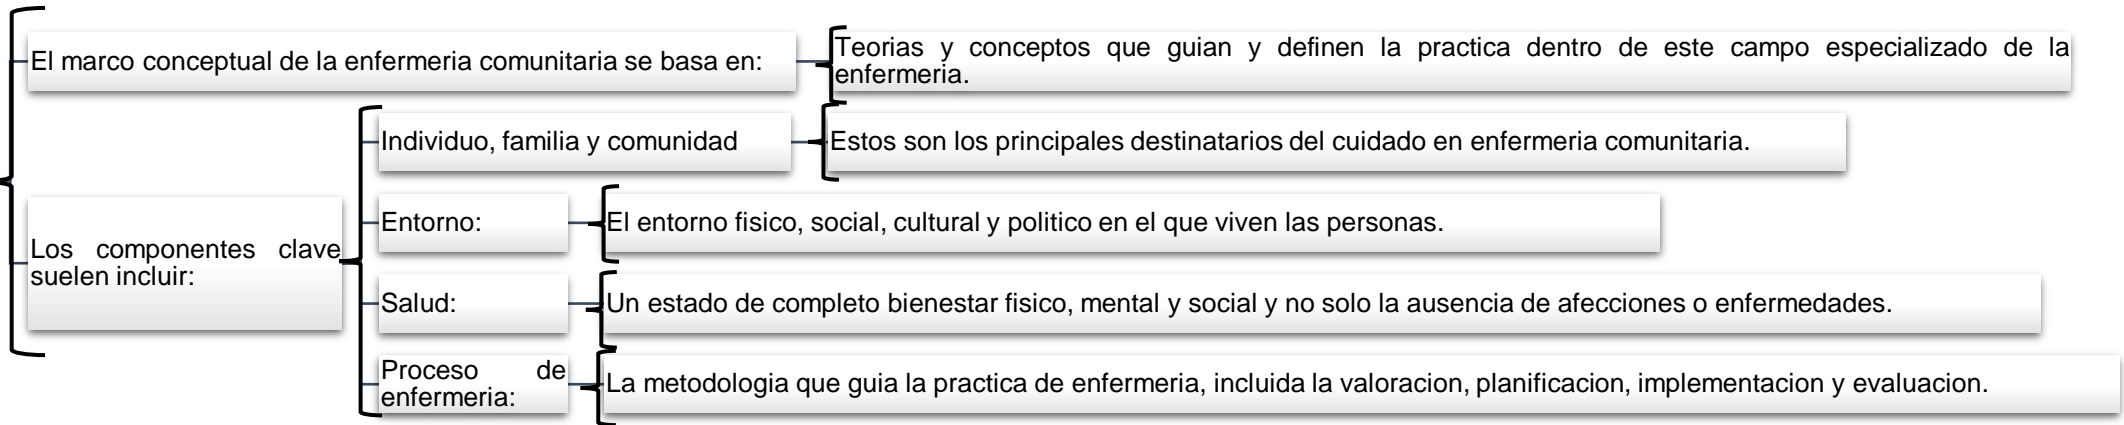 El marco conceptual de la enfermeria comunitaria se basa en:
Teorias y conceptos que guian y definen la practica dentro de este campo especializado de la
enfermeria.
Los componentes clave
suelen incluir:
Individuo, familia y comunidad
Estos son los principales destinatarios del cuidado en enfermeria comunitaria.
Entorno:
El entorno fisico, social, cultural y politico en el que viven las personas.
Salud:
Un estado de completo bienestar fisico, mental y social y no solo la ausencia de afecciones o enfermedades.
Proceso de
enfermeria:
La metodologia que guia la practica de enfermeria, incluida la valoracion, planificacion, implementacion y evaluacion.